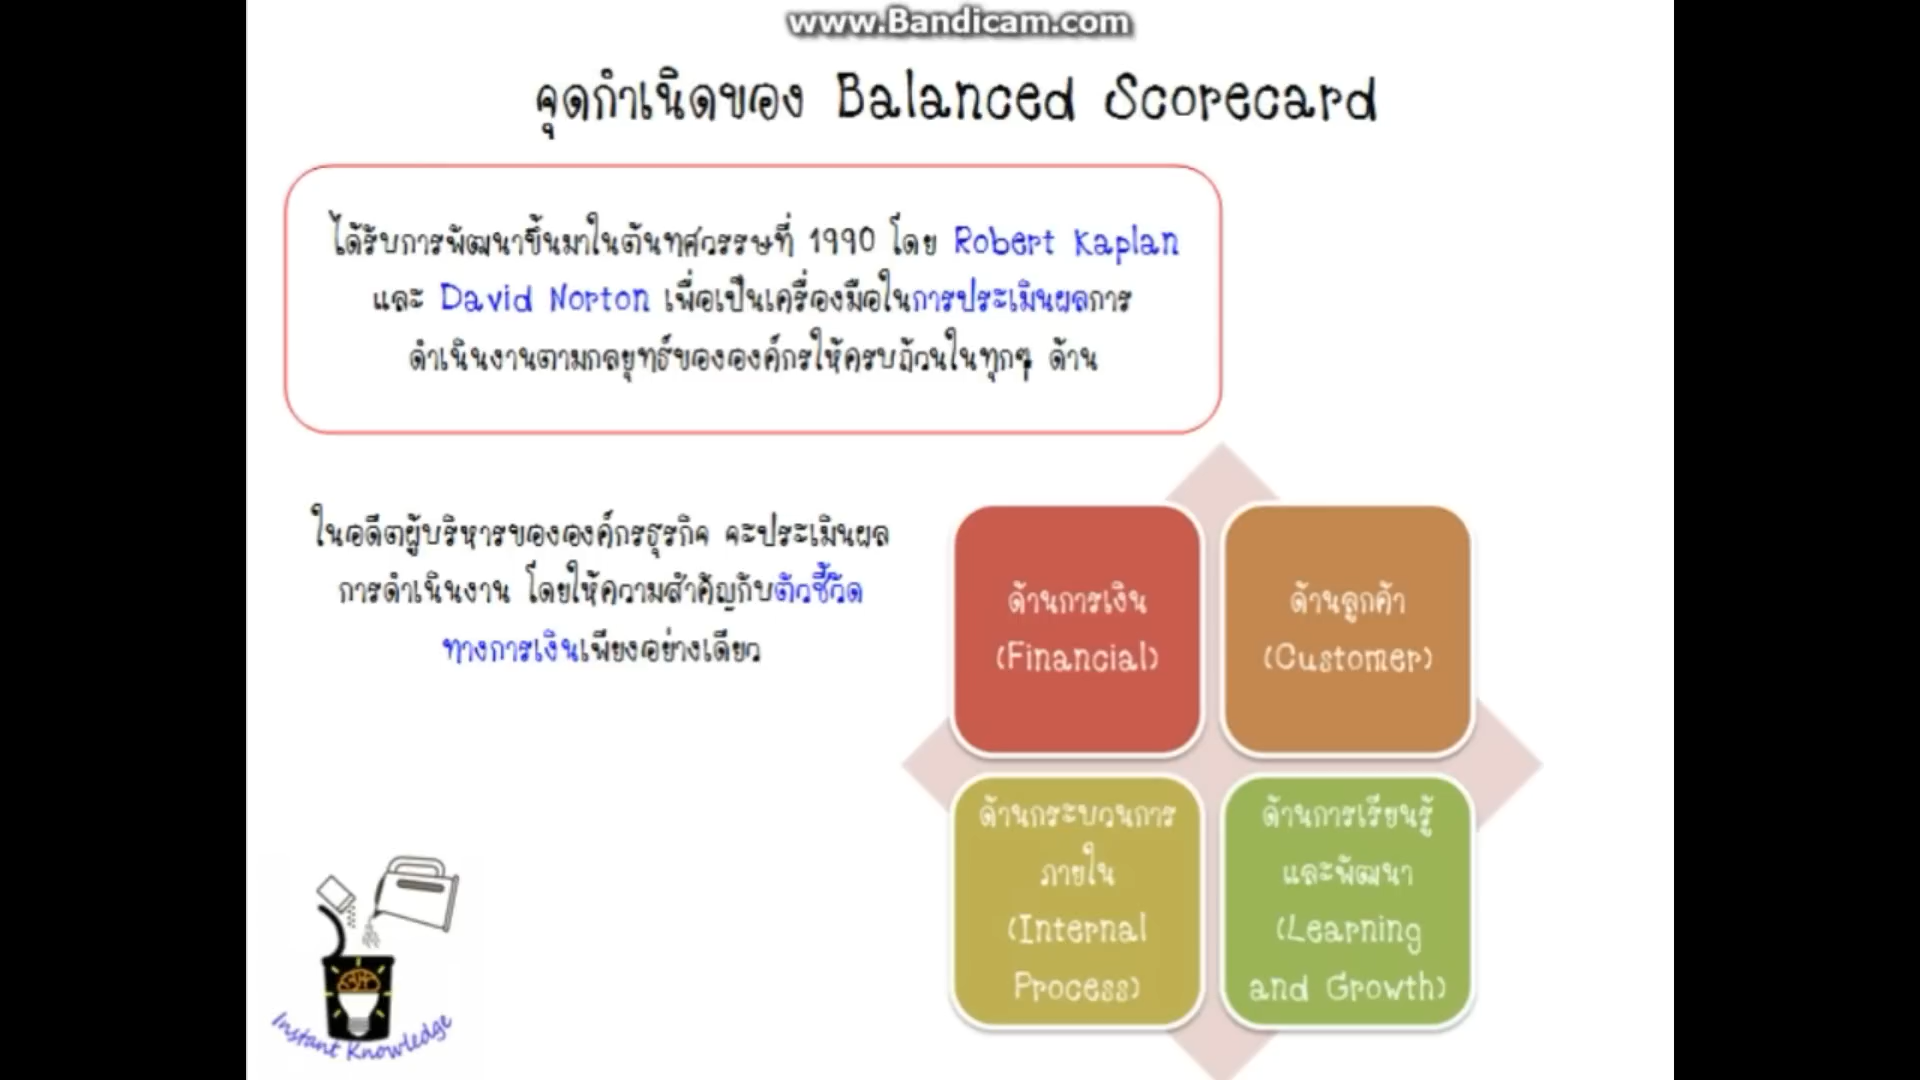 www.Bandicam.com
จุดกำเนิดของ Balanced Scorecard
ได้รับการพัฒนาขึ้นมาในต้นทศวรรษที่ 1990 โดย Robert Kaplan
และ David Norton เพื่อเป็นเครื่องมือในการประเมินผลการ
ดำเนินงานตามกลยุทธ์ขององค์กรให้ครบถ้วนในทุกๆ ด้าน
ในอดีตผู้บริหารขององค์กรธุรกิจ จะประเมินผล
การดำเนินงาน โดยให้ความสำคัญกับตัวชี้วัด
ทางการเงินเพียงอย่างเดียว
ด้านการเงิน
(Financial)
ด้านลูกค้า
(Customer)
ด้านกระบวนการ
ภายใน
(Internal
Process)
ด้านการเรียนรู้
และพัฒนา
(Learning
and Growth)
Instant Knowledge